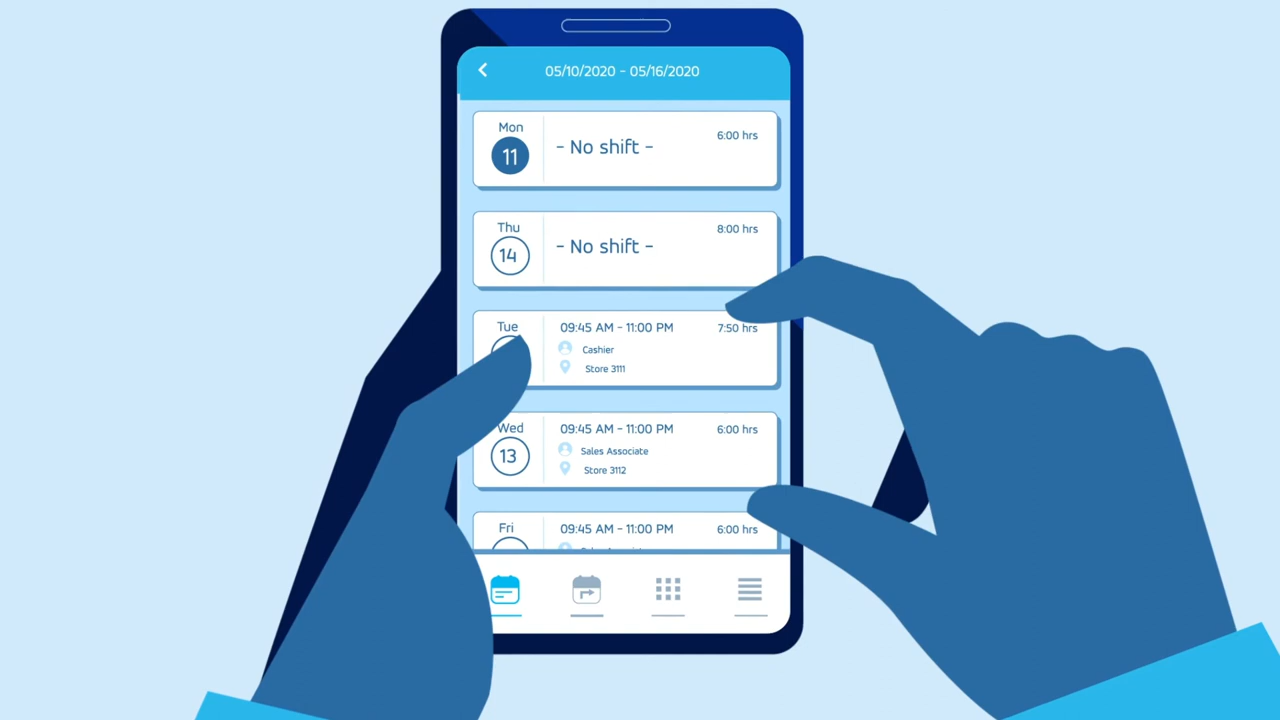 05/10/2020 - 05/16/2020
Mon
11
- No shift -
6:00 hrs
Thu
14
- No shift -
8:00 hrs
Tue
09:45 AM - 11:00 PM
7:50 hrs
Cashier
Store 3111
Wed
13
09:45 AM - 11:00 PM
6:00 hrs
Sales Associate
Store 3112
Fri
09:45 AM - 11:00 PM
6:00 hrs